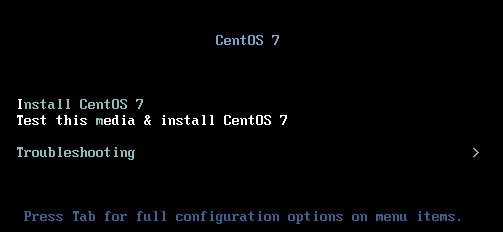 CentOS 7
Install CentOS 7
Test this media & install CentOS 7
Troubleshooting >
Press Tab for full configuration options on menu items.